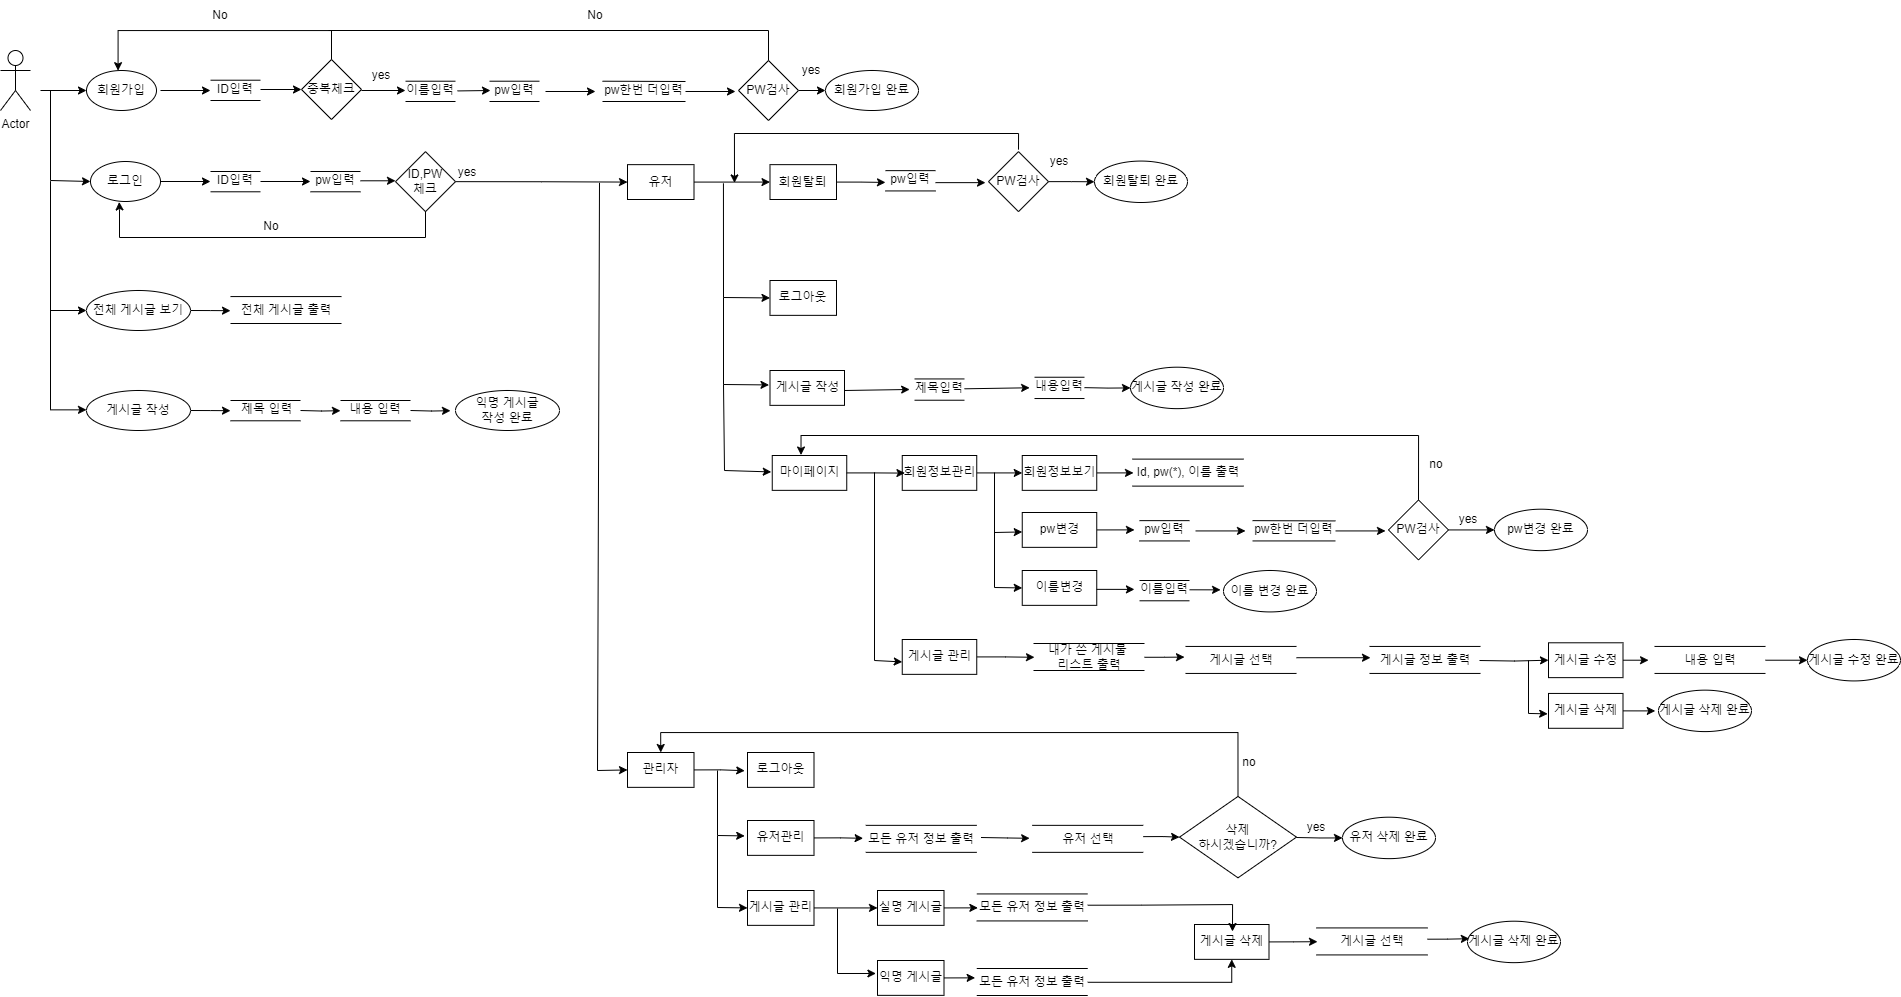 No
No
회원가입
ID입력
중복체크
yes
이름입력
pw입력
pw한번 더입력
PW검사
yes
회원가입 완료
Actor
로그인
ID입력
pw입력
ID,PW
체크
yes
No
유저
회원탈퇴
pw입력
PW검사
yes
회원탈퇴 완료
로그아웃
전체 게시글 보기
전체 게시글 출력
게시글 작성
제목입력
내용입력
게시글 작성 완료
게시글 작성
제목 입력
내용 입력
익명 게시글
작성 완료
마이페이지
회원정보관리
회원정보보기
Id, pw(*), 이름 출력
no
pw변경
pw입력
pw한번 더입력
PW검사
yes
pw변경 완료
이름변경
이름입력
이름 변경 완료
게시글 관리
내가 쓴 게시물
리스트 출력
게시글 선택
게시글 정보 출력
게시글 수정
내용 입력
게시글 수정 완료
게시글 삭제
게시글 삭제 완료
관리자
로그아웃
no
유저관리
모든 유저 정보 출력
유저 선택
삭제
하시겠습니까?
yes
유저 삭제 완료
게시글 관리
실명 게시글
모든 유저 정보 출력
게시글 삭제
게시글 선택
게시글 삭제 완료
익명 게시글
모든 유저 정보 출력